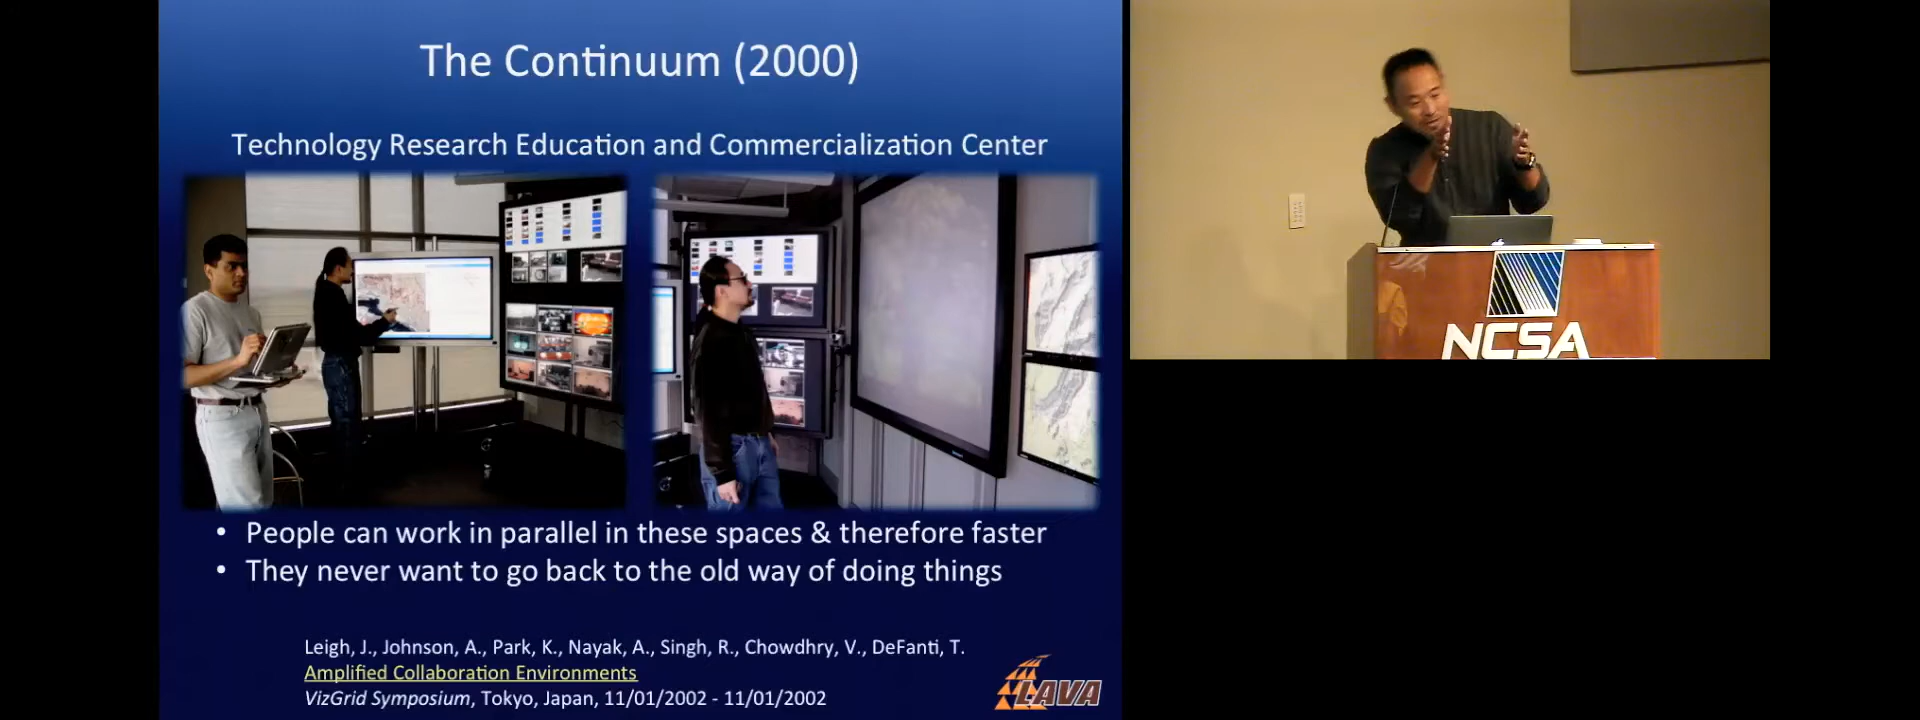 The Continuum (2000)
Technology Research Education and Commercialization Center
• People can work in parallel in these spaces & therefore faster
• They never want to go back to the old way of doing things
Leigh, J., Johnson, A., Park, K., Nayak, A., Singh, R., Chowdhry, V., DeFanti, T.
Amplified Collaboration Environments
VizGrid Symposium, Tokyo, Japan, 11/01/2002 - 11/01/2002
LAVA
NCSA